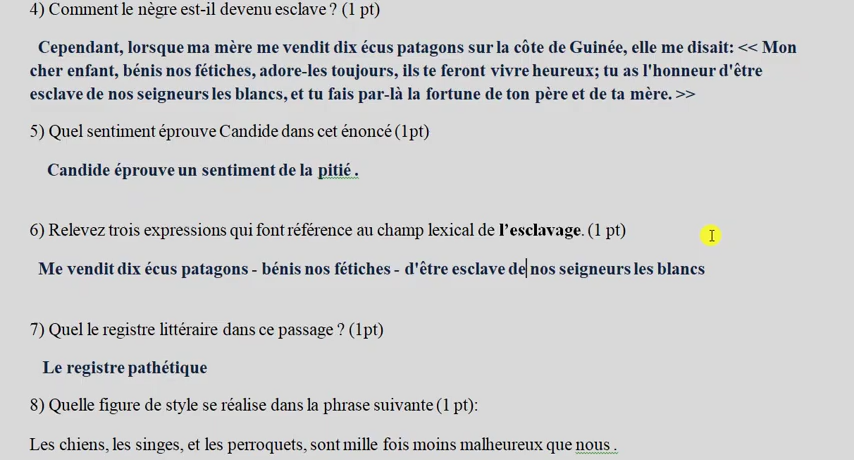 4) Comment le nègre est-il devenu esclave ? (1 pt)
Cependant, lorsque ma mère me vendit dix écus patagons sur la côte de Guinée, elle me disait: << Mon
cher enfant, bénis nos fétiches, adore-les toujours, ils te feront vivre heureux; tu as l'honneur d'être
esclave de nos seigneurs les blancs, et tu fais par-là la fortune de ton père et de ta mère. >>
5) Quel sentiment éprouve Candide dans cet énoncé (1pt)
Candide éprouve un sentiment de la pitié .
6) Relevez trois expressions qui font référence au champ lexical de l'esclavage. (1 pt)
Me vendit dix écus patagons - bénis nos fétiches - d'être esclave de nos seigneurs les blancs
7) Quel le registre littéraire dans ce passage ? (1pt)
Le registre pathétique
8) Quelle figure de style se réalise dans la phrase suivante (1 pt):
Les chiens, les singes, et les perroquets, sont mille fois moins malheureux que nous .